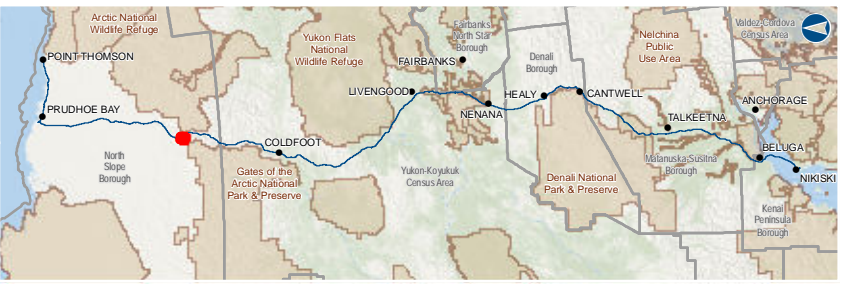 Arctic National
Wildlife Refuge
POINT THOMSON
PRUDHOE BAY
North
Slope
Borough
COLDFOOT
Gates of the
Arctic National
Park & Preserve
Yukon Flats
National
Wildlife Refuge
LIVENGOOD
Fairbanks
North Star
Borough
FAIRBANKS
NENANA
Yukon-Koyukuk
Census Area
Denali
Borough
HEALY
CANTWELL
Denali National
Park & Preserve
Nelchina
Public
Use Area
TALKEETNA
Matanuska-Susitna
Borough
Valdez-Cordova
Census Area
ANCHORAGE
BELUGA
NIKISKI
Kenai
Peninsula
Borough